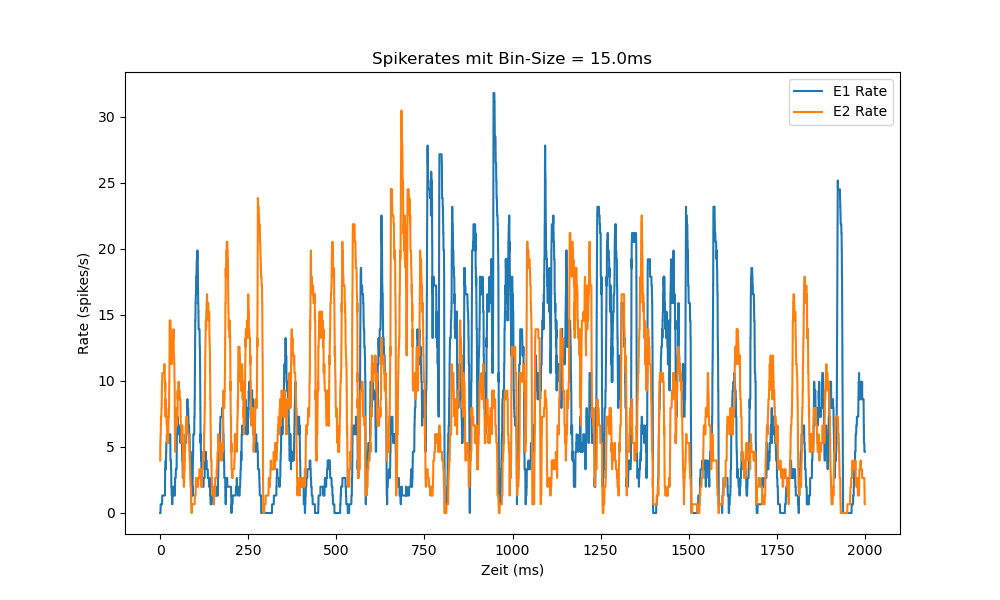 Spikerates mit Bin-Size = 15.0ms
E1 Rate
E2 Rate
30
25
20
15
10
5
0
Rate (spikes/s)
0 250 500 750 1000 1250 1500 1750 2000
Zeit (ms)